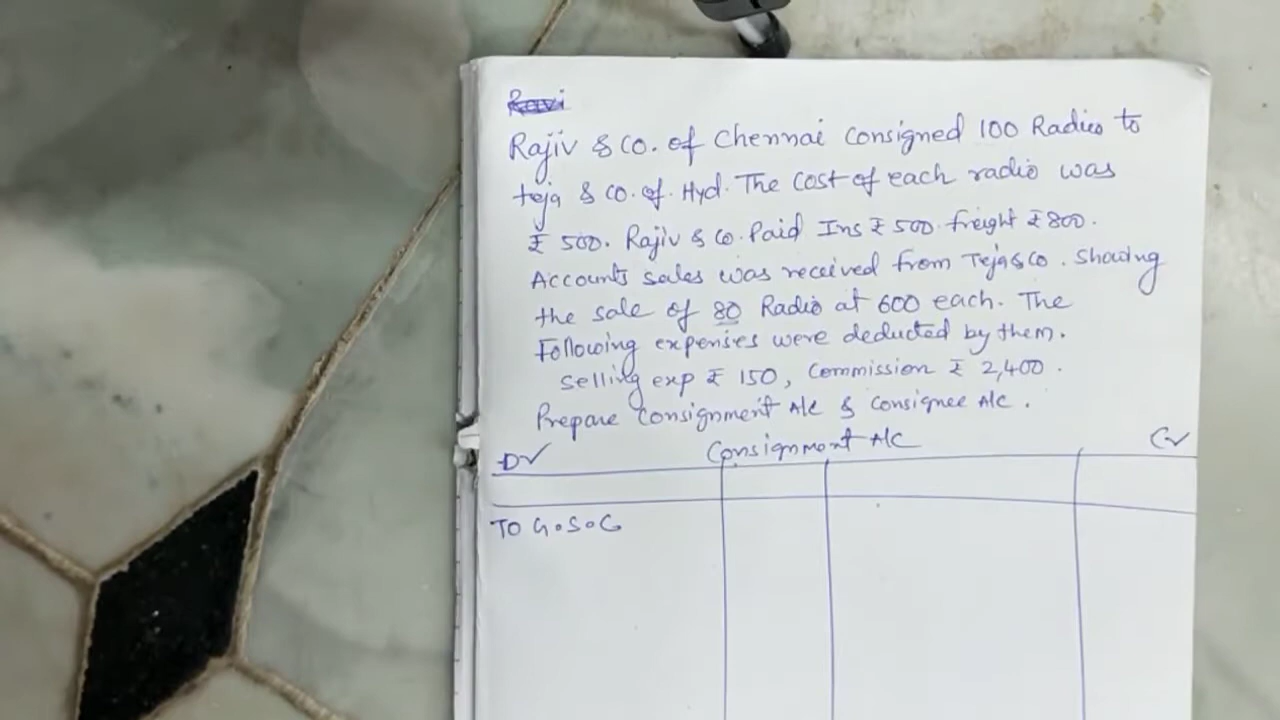 Ravi
Rajiv & Co. of Chennai Consigned 100 Radios to
teja & Co. of. Hyd. The Cost of each radio was
₹ 500. Rajiv & Co. Paid Ins ₹ 500. freight ₹ 800.
Accounts sales was received from Teja & Co. Showing
the sale of 80 Radio at 600 each. The
Following expenses were deducted by them.
Selling exp ₹ 150, Commission ₹ 2,400.
Prepare Consignment A/c & Consignee A/c.
Dr Consignment A/c Cr
To G.S.O.C